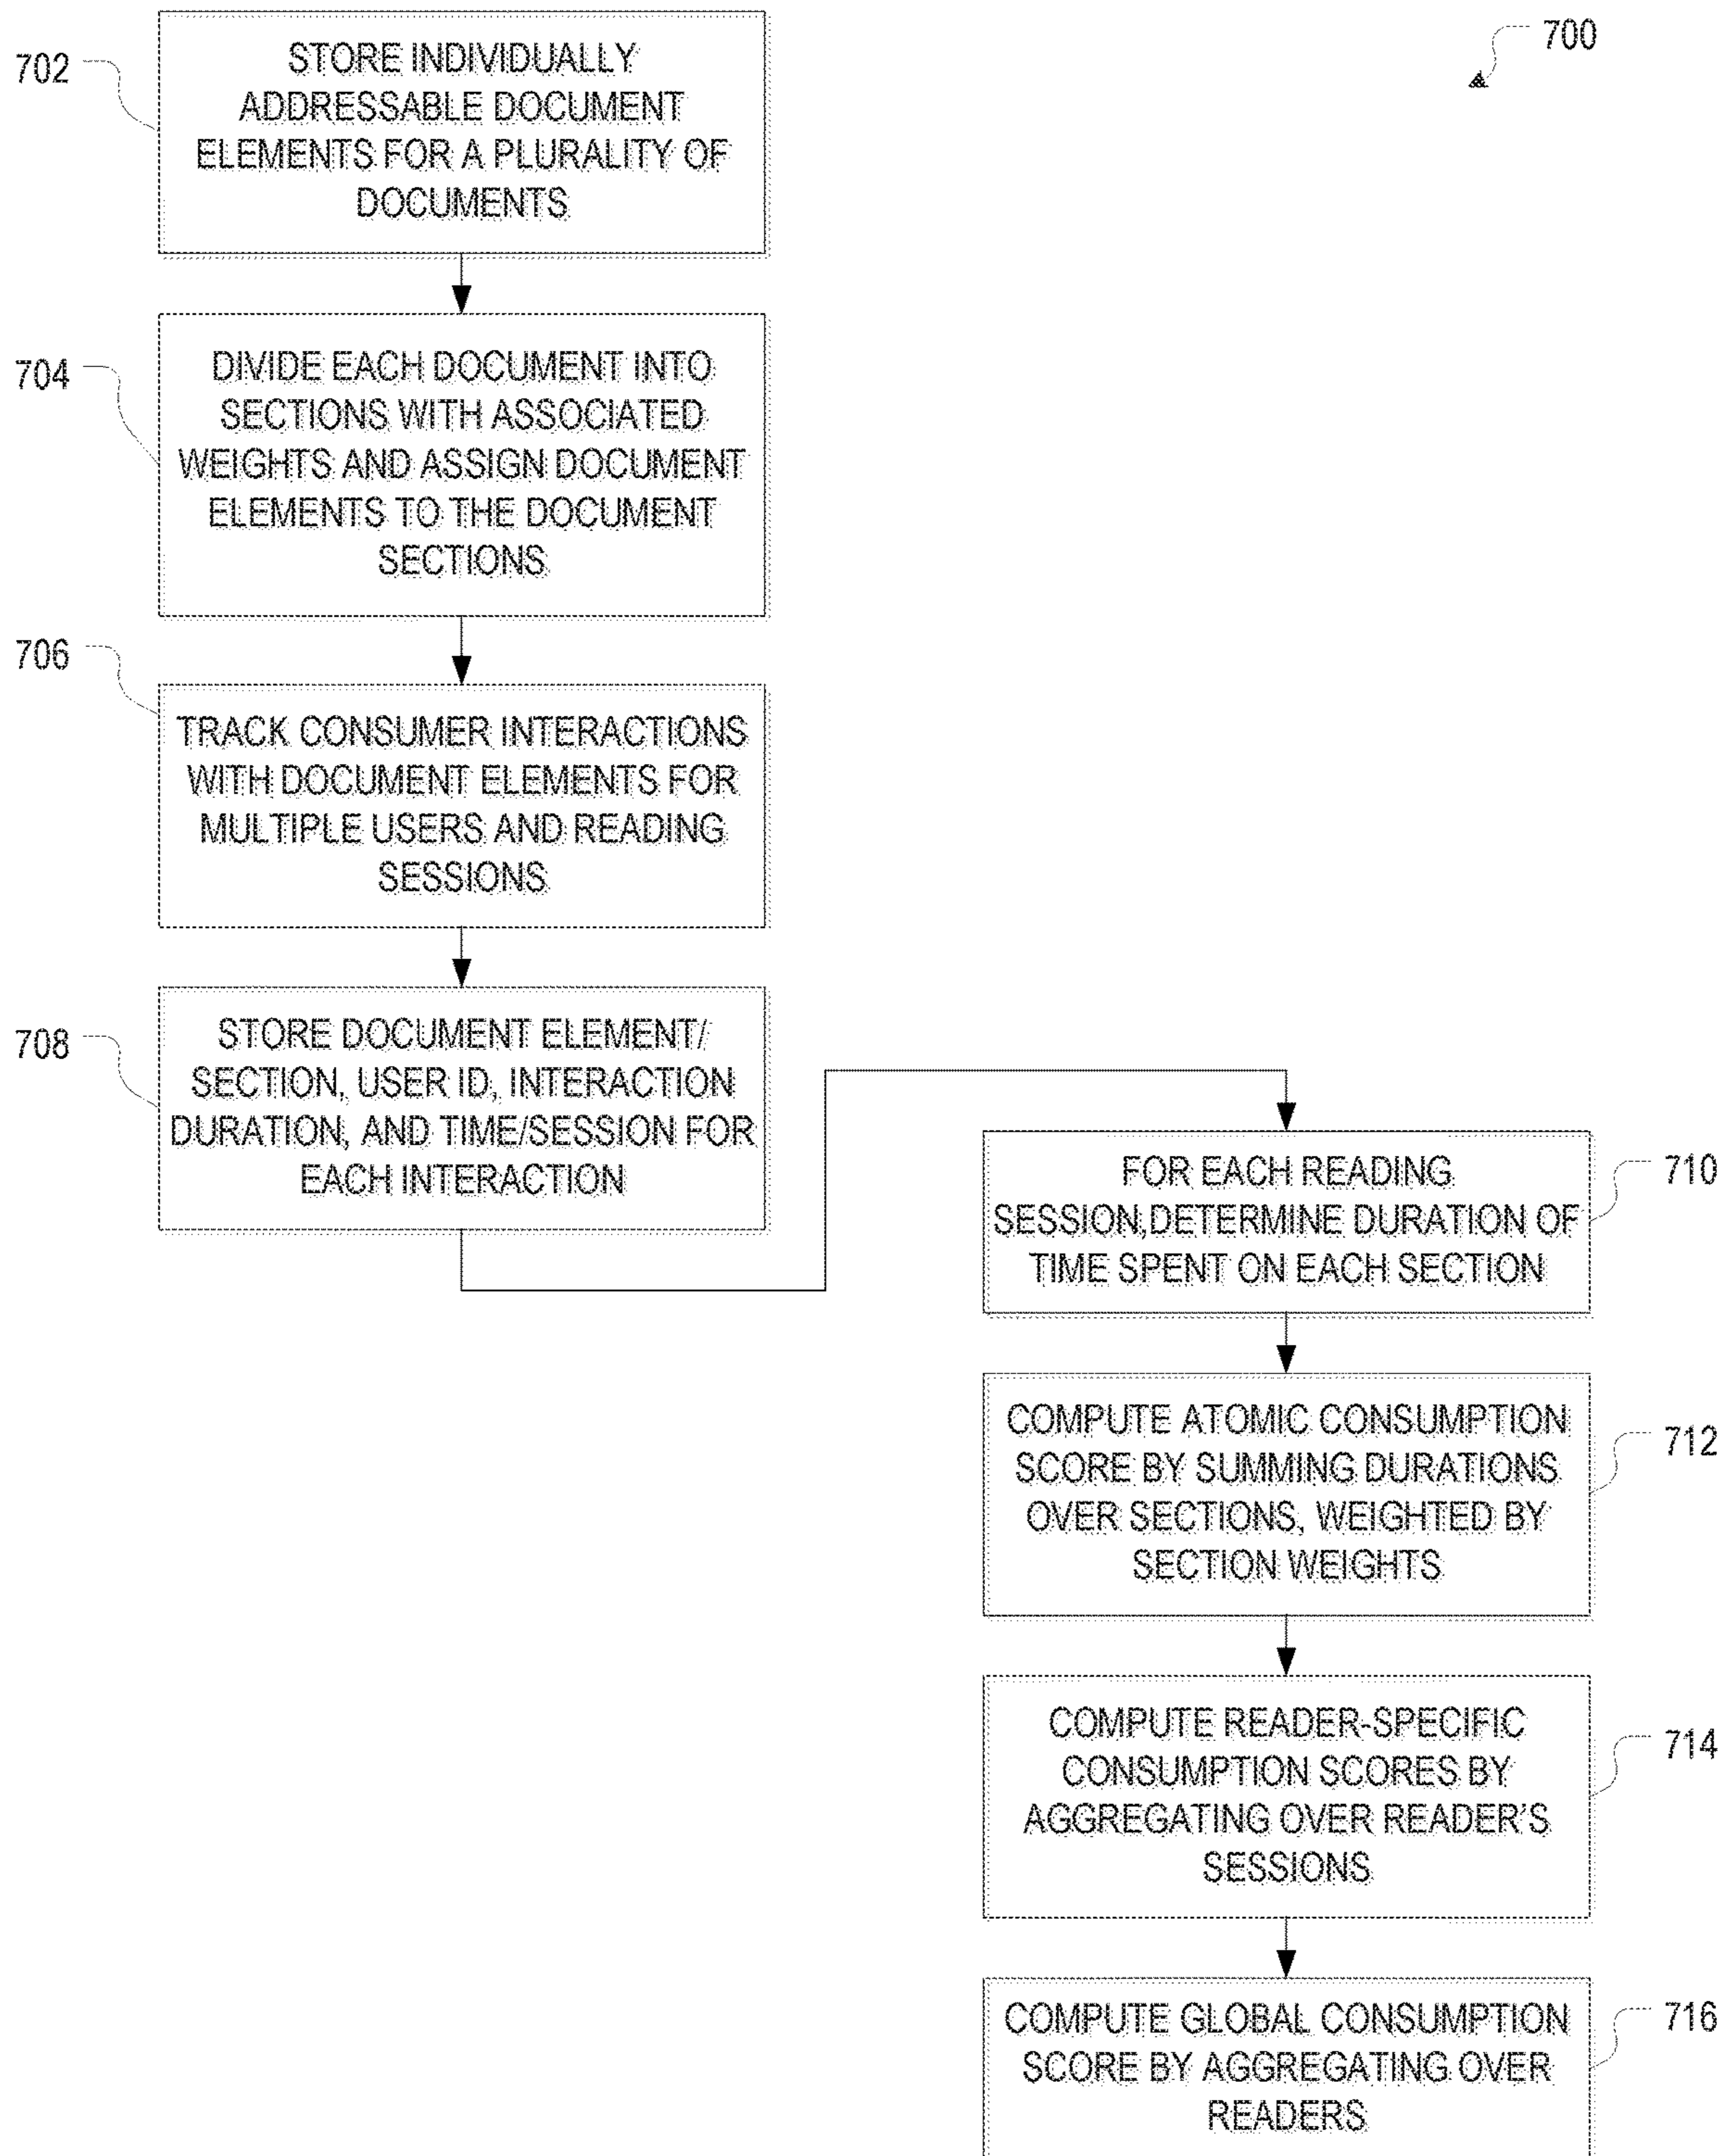 700
702
STORE INDIVIDUALLY
ADDRESSABLE DOCUMENT
ELEMENTS FOR A PLURALITY OF
DOCUMENTS
704
DIVIDE EACH DOCUMENT INTO
SECTIONS WITH ASSOCIATED
WEIGHTS AND ASSIGN DOCUMENT
ELEMENTS TO THE DOCUMENT
SECTIONS
706
TRACK CONSUMER INTERACTIONS
WITH DOCUMENT ELEMENTS FOR
MULTIPLE USERS AND READING
SESSIONS
708
STORE DOCUMENT ELEMENT/
SECTION, USER ID, INTERACTION
DURATION, AND TIME/SESSION FOR
EACH INTERACTION
FOR EACH READING
SESSION,DETERMINE DURATION OF
TIME SPENT ON EACH SECTION
710
COMPUTE ATOMIC CONSUMPTION
SCORE BY SUMMING DURATIONS
OVER SECTIONS, WEIGHTED BY
SECTION WEIGHTS
712
COMPUTE READER-SPECIFIC
CONSUMPTION SCORES BY
AGGREGATING OVER READER'S
SESSIONS
714
COMPUTE GLOBAL CONSUMPTION
SCORE BY AGGREGATING OVER
READERS
716